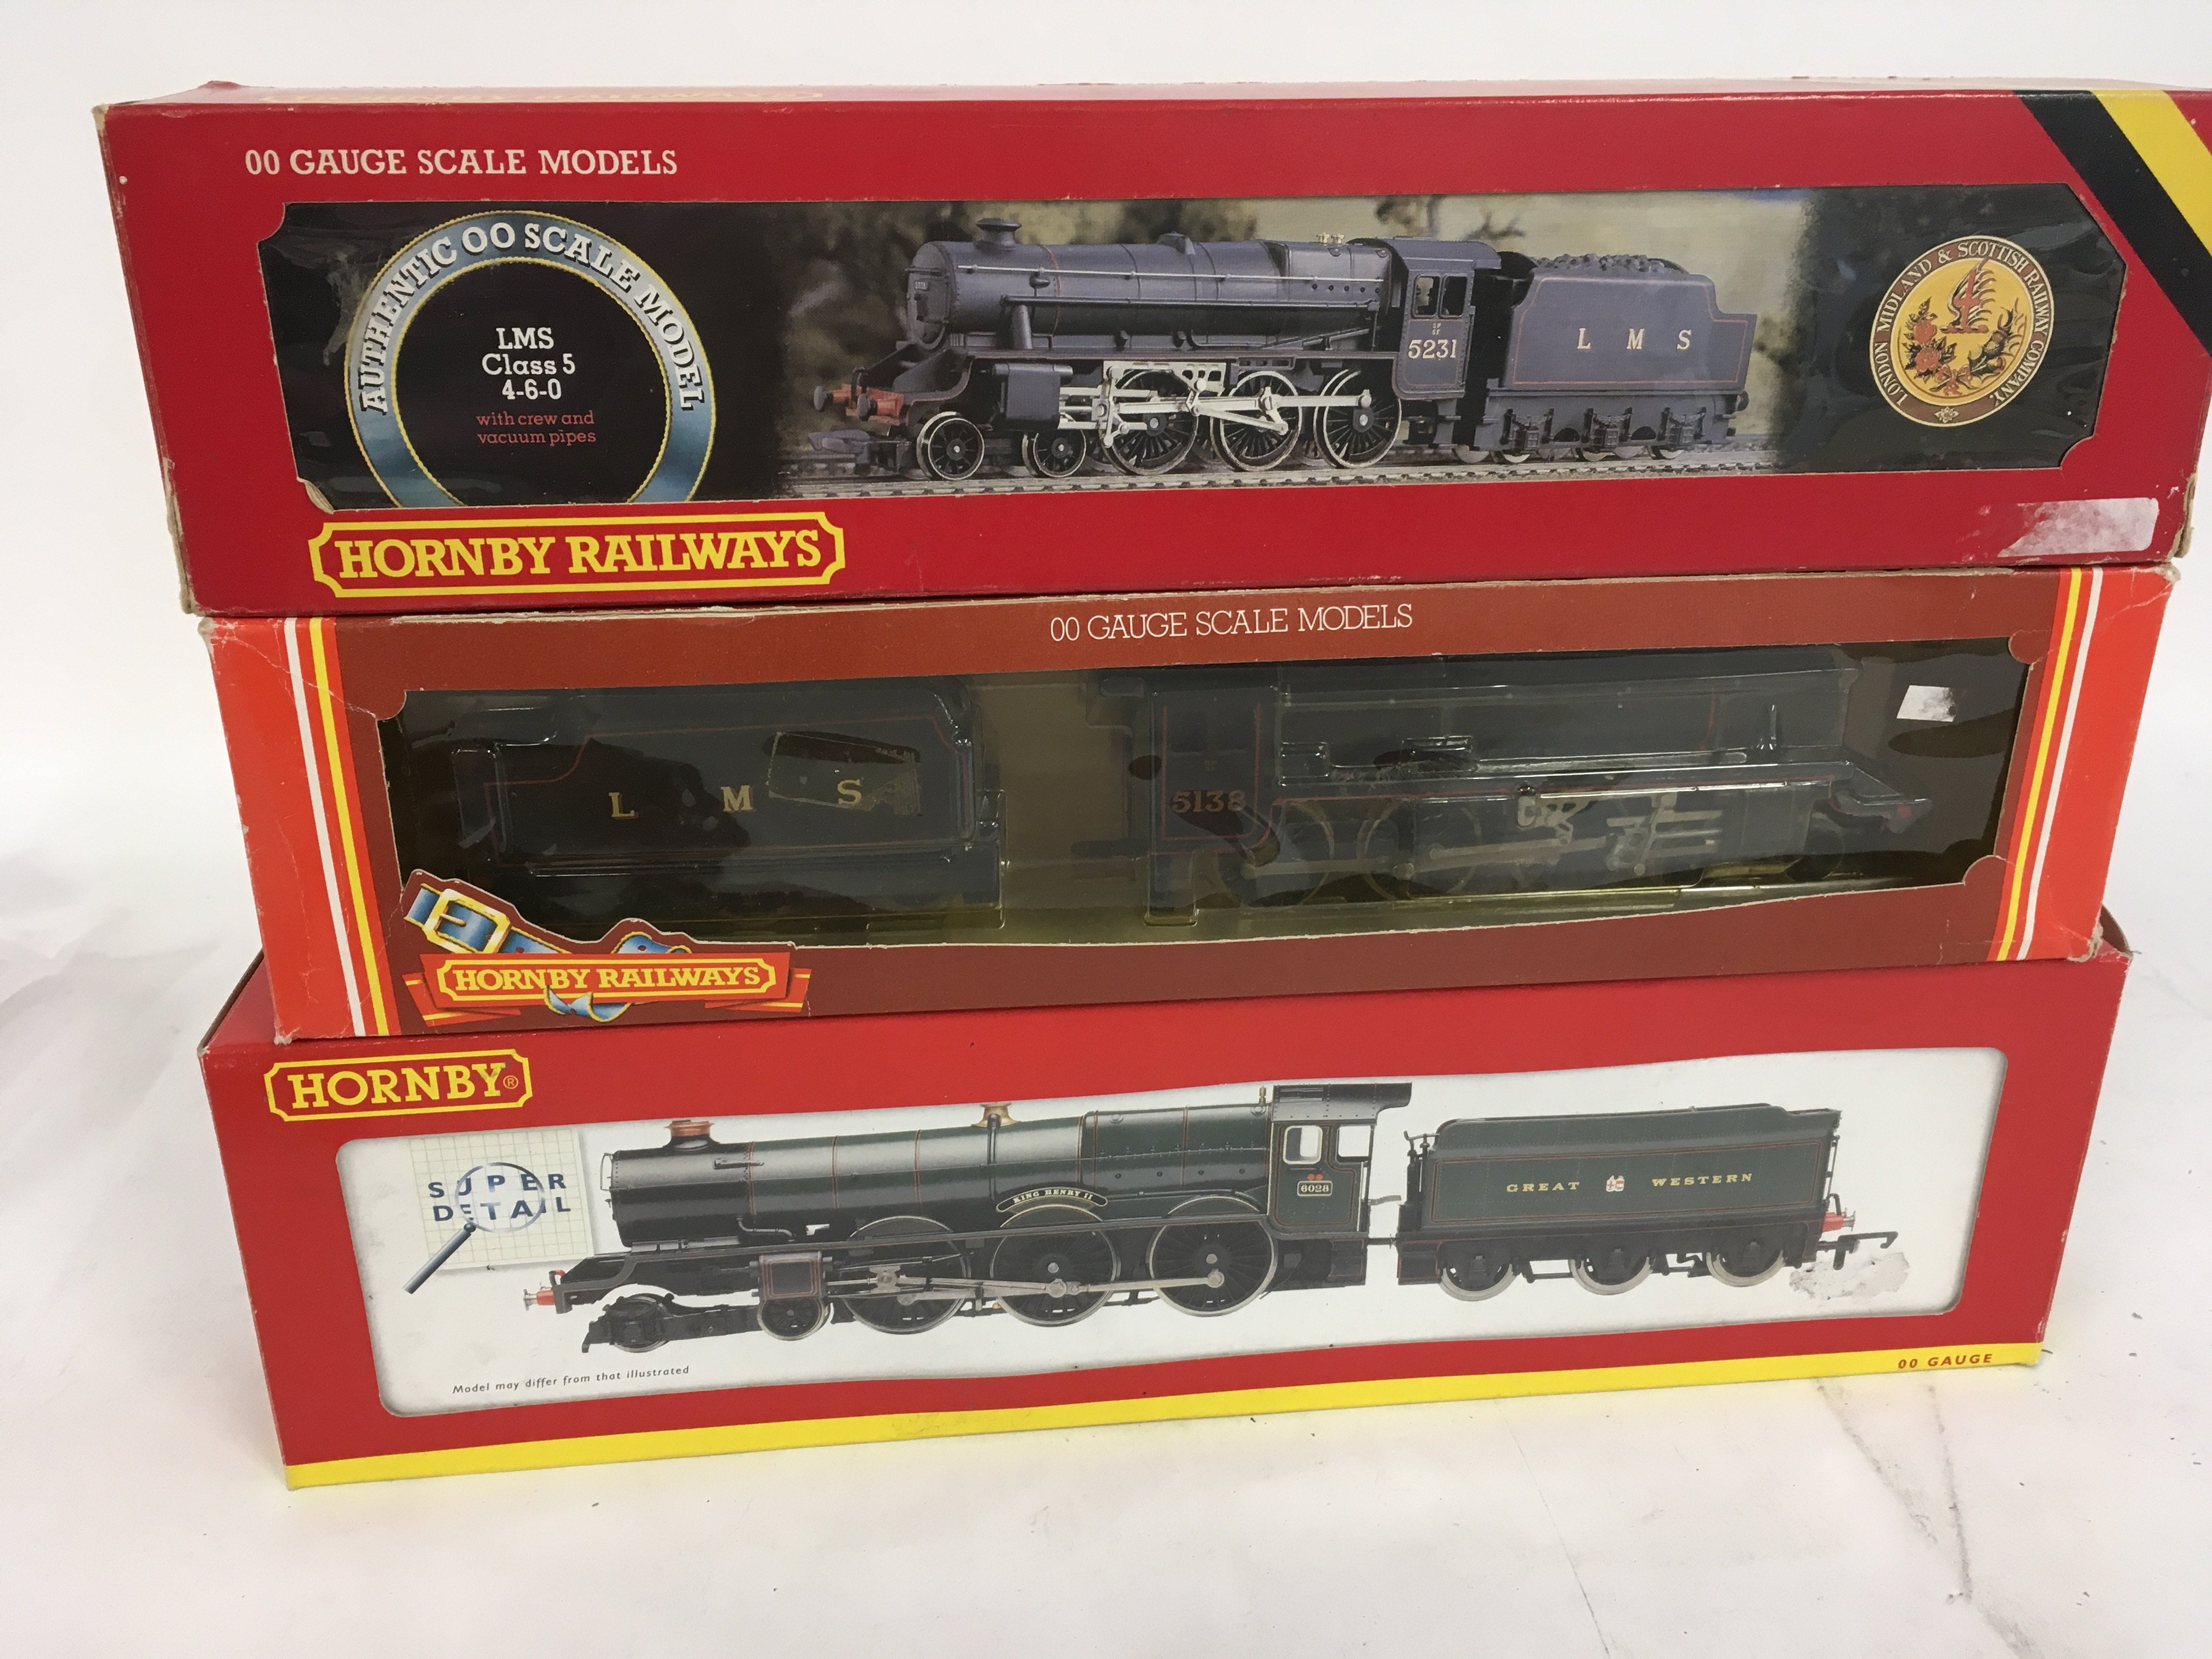 00 GAUGE SCALE MODELS
AUTHENTIC 00 SCALE MODEL
LMS
Class 5
4-6-0
with crew and
vacuum pipes
5231
L M S
LONDON MIDLAND & SCOTTISH RAILWAY COMPANY
HORNBY RAILWAYS
00 GAUGE SCALE MODELS
L M S
5138
HORNBY RAILWAYS
HORNBY®
SUPER
DETAIL
KING HENRY II
6028
GREAT WESTERN
Model may differ from that illustrated
00 GAUGE